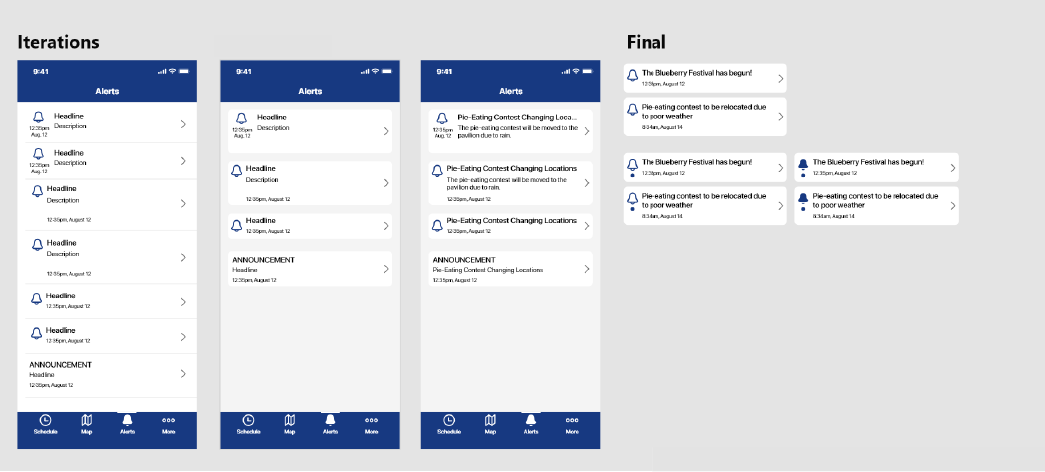 Iterations
9:41
Alerts
Headline
Description
12:35pm
Aug. 12
Headline
Description
12:35pm
Aug. 12
Headline
Description
12:35pm, August 12
Headline
Description
12:35pm, August 12
Headline
12:35pm, August 12
Headline
12:35pm, August 12
ANNOUNCEMENT
Headline
12:35pm, August 12
Schedule
Map
Alerts
More
9:41
Alerts
Headline
Description
12:35pm
Aug. 12
Headline
Description
12:35pm, August 12
Headline
12:35pm, August 12
ANNOUNCEMENT
Headline
12:35pm, August 12
Schedule
Map
Alerts
More
9:41
Alerts
Pie-Eating Contest Changing Loca...
The pie-eating contest will be moved to the
pavilion due to rain.
12:35pm
Aug. 12
Pie-Eating Contest Changing Locations
The pie-eating contest will be moved to the
pavilion due to rain.
12:35pm, August 12
Pie-Eating Contest Changing Locations
12:35pm, August 12
ANNOUNCEMENT
Pie-Eating Contest Changing Locations
12:35pm, August 12
Schedule
Map
Alerts
More
Final
The Blueberry Festival has begun!
12:35pm, August 12
Pie-eating contest to be relocated due
to poor weather
8:34am, August 14
The Blueberry Festival has begun!
12:35pm, August 12
Pie-eating contest to be relocated due
to poor weather
8:34am, August 14
The Blueberry Festival has begun!
12:35pm, August 12
Pie-eating contest to be relocated due
to poor weather
8:34am, August 14